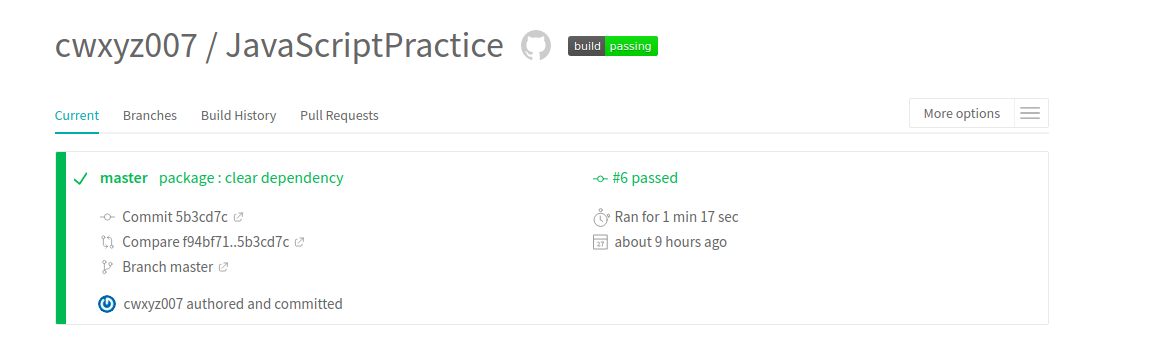 cwxyz007 / JavaScriptPractice build passing
Current Branches Build History Pull Requests More options
master package : clear dependency #6 passed
Commit 5b3cd7c Ran for 1 min 17 sec
Compare f94bf71..5b3cd7c 17 about 9 hours ago
Branch master
cwxyz007 authored and committed